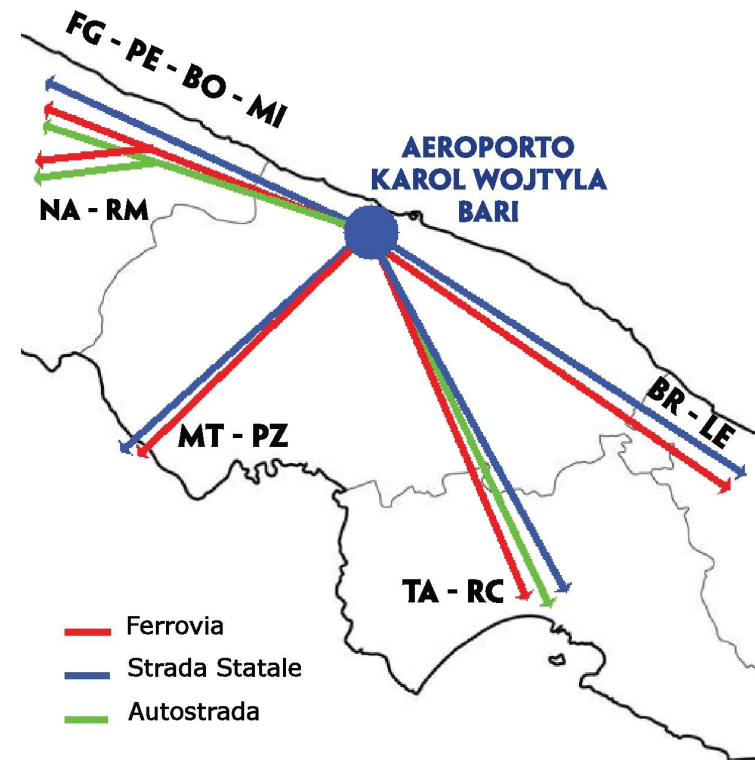 FG - PE - BO - MI
AEROPORTO
KAROL WOJTYLA
BARI
NA - RM
MT - PZ
BR - LE
TA - RC
Ferrovia
Strada Statale
Autostrada